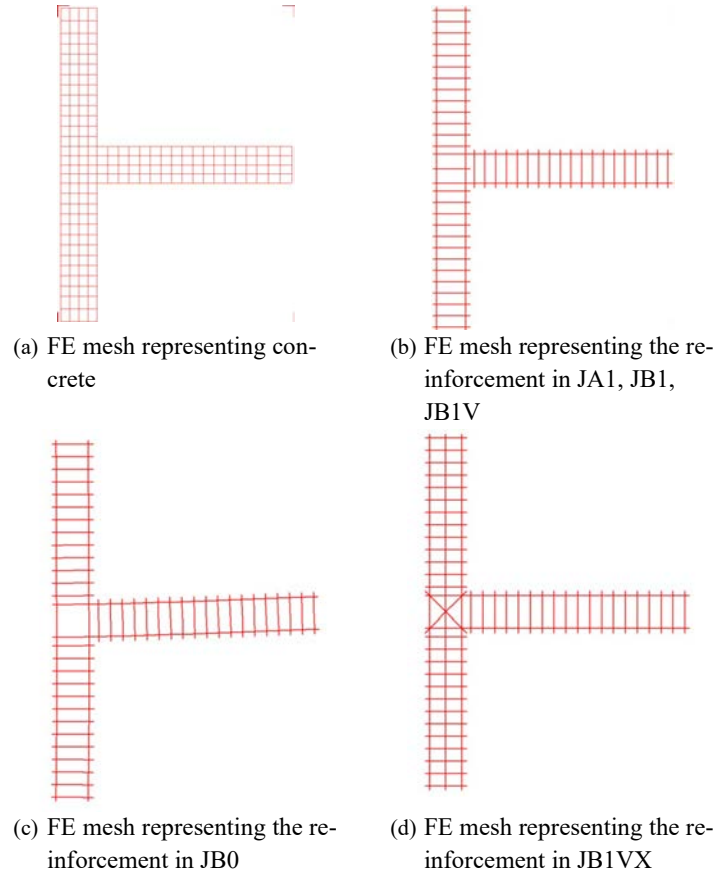 (a) FE mesh representing con-
crete
(b) FE mesh representing the re-
inforcement in JA1, JB1,
JB1V
(c) FE mesh representing the re-
inforcement in JB0
(d) FE mesh representing the re-
inforcement in JB1VX